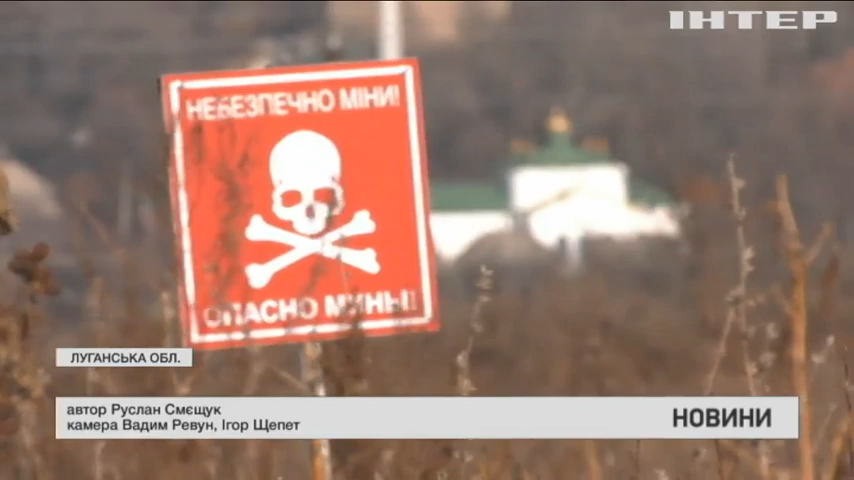 ІНТЕР
НЕБЕЗПЕЧНО МІНИ!
ОПАСНО МИНЫ!
ЛУГАНСЬКА ОБЛ.
автор Руслан Смєщук
камера Вадим Ревун, Ігор Щепет
НОВИНИ